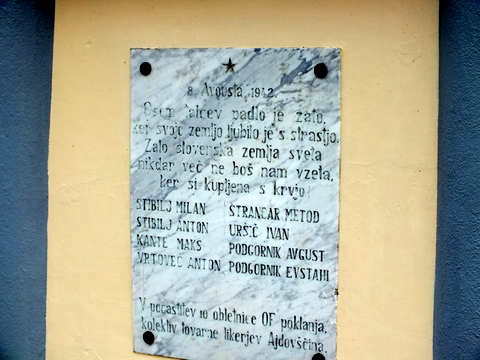 8. Avgusta, 1942.
Osem talcev padlo je zato,
ker svojo zemljo ljubilo je s strastjo.
Zato slovenska zemlja sveta
nikdar več ne boš nam vzeta,
ker si kupljena s krvjo!
STIBILJ MILAN STRANCAR METOD
STIBILJ ANTON URŠIČ IVAN
KANTE MAKS PODGORNIK AVGUST
VRTOVEC ANTON PODGORNIK EVSTAHI
V počastitev 10 obletnice OF poklanja,
kolektiv tovarne likerjev Ajdovščina.